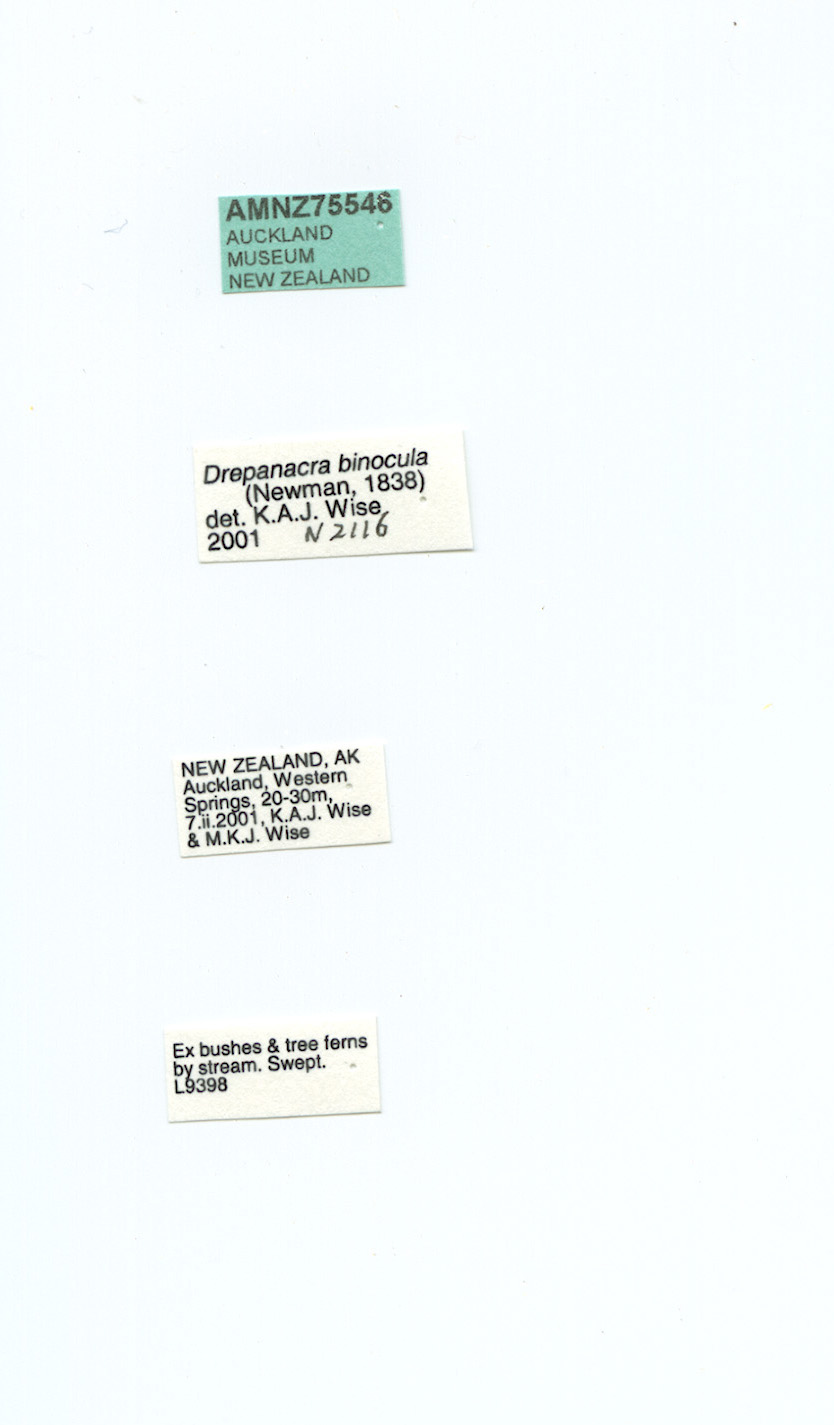 AMNZ75546
AUCKLAND
MUSEUM
NEW ZEALAND
Drepanacra binocula
(Newman, 1838)
det. K.A.J. Wise
2001 N2116
NEW ZEALAND, AK
Auckland, Western
Springs, 20-30m,
7.ii.2001, K.A.J. Wise
& M.K.J. Wise
Ex bushes & tree ferns
by stream. Swept.
L9398